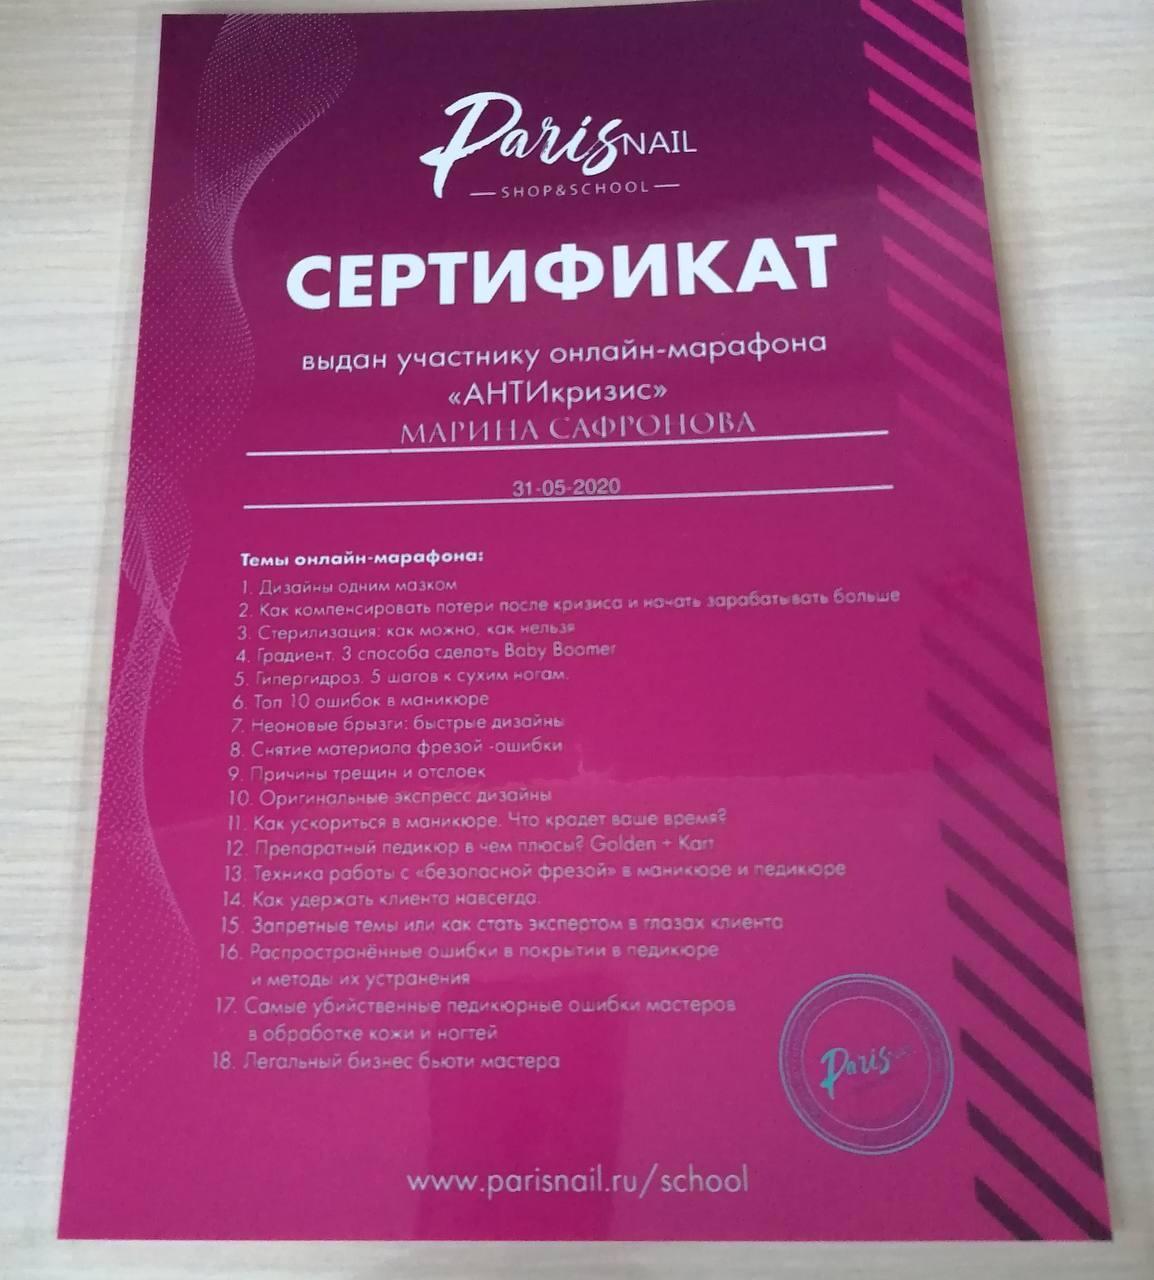 Paris NAIL
SHOP&SCHOOL
СЕРТИФИКАТ
выдан участнику онлайн-марафона
«АНТИкризис»
МАРИНА САФРОНОВА
31-05-2020
Темы онлайн-марафона:
1. Дизайны одним мазком
2. Как компенсировать потери после кризиса и начать зарабатывать больше
3. Стерилизация: как можно, как нельзя
4. Градиент. 3 способа сделать Baby Boomer
5. Гипергидроз. 5 шагов к сухим ногам.
6. Топ 10 ошибок в маникюре
7. Неоновые брызги: быстрые дизайны
8. Снятие материала фрезой -ошибки
9. Причины трещин и отслоек
10. Оригинальные экспресс дизайны
11. Как ускориться в маникюре. Что крадет ваше время?
12. Препаратный педикюр в чем плюсы? Golden + Kart
13. Техника работы с «безопасной фрезой» в маникюре и педикюре
14. Как удержать клиента навсегда.
15. Запретные темы или как стать экспертом в глазах клиента
16. Распространённые ошибки в покрытии в педикюре
и методы их устранения
17. Самые убийственные педикюрные ошибки мастеров
в обработке кожи и ногтей
18. Легальный бизнес бьюти мастера
Paris
www.parisnail.ru/school